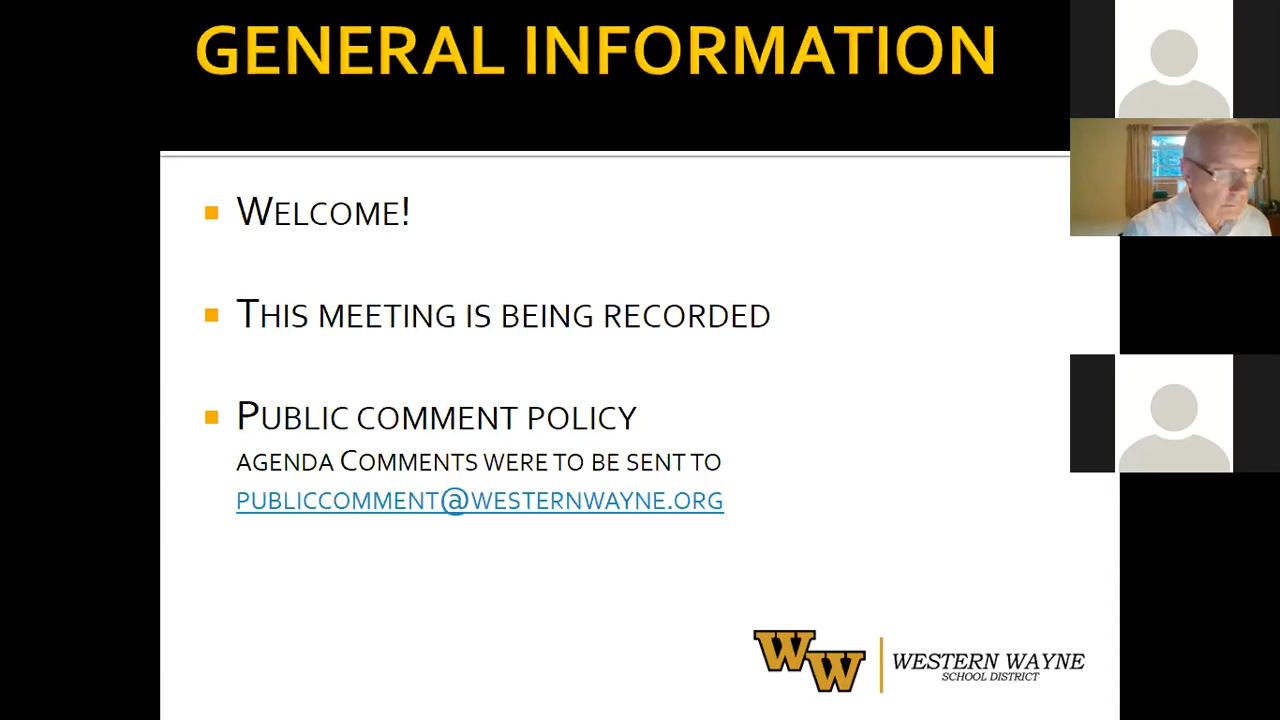 GENERAL INFORMATION
WELCOME!
THIS MEETING IS BEING RECORDED
PUBLIC COMMENT POLICY
AGENDA COMMENTS WERE TO BE SENT TO
PUBLICCOMMENT@WESTERNWAYNE.ORG
WW
WESTERN WAYNE
SCHOOL DISTRICT